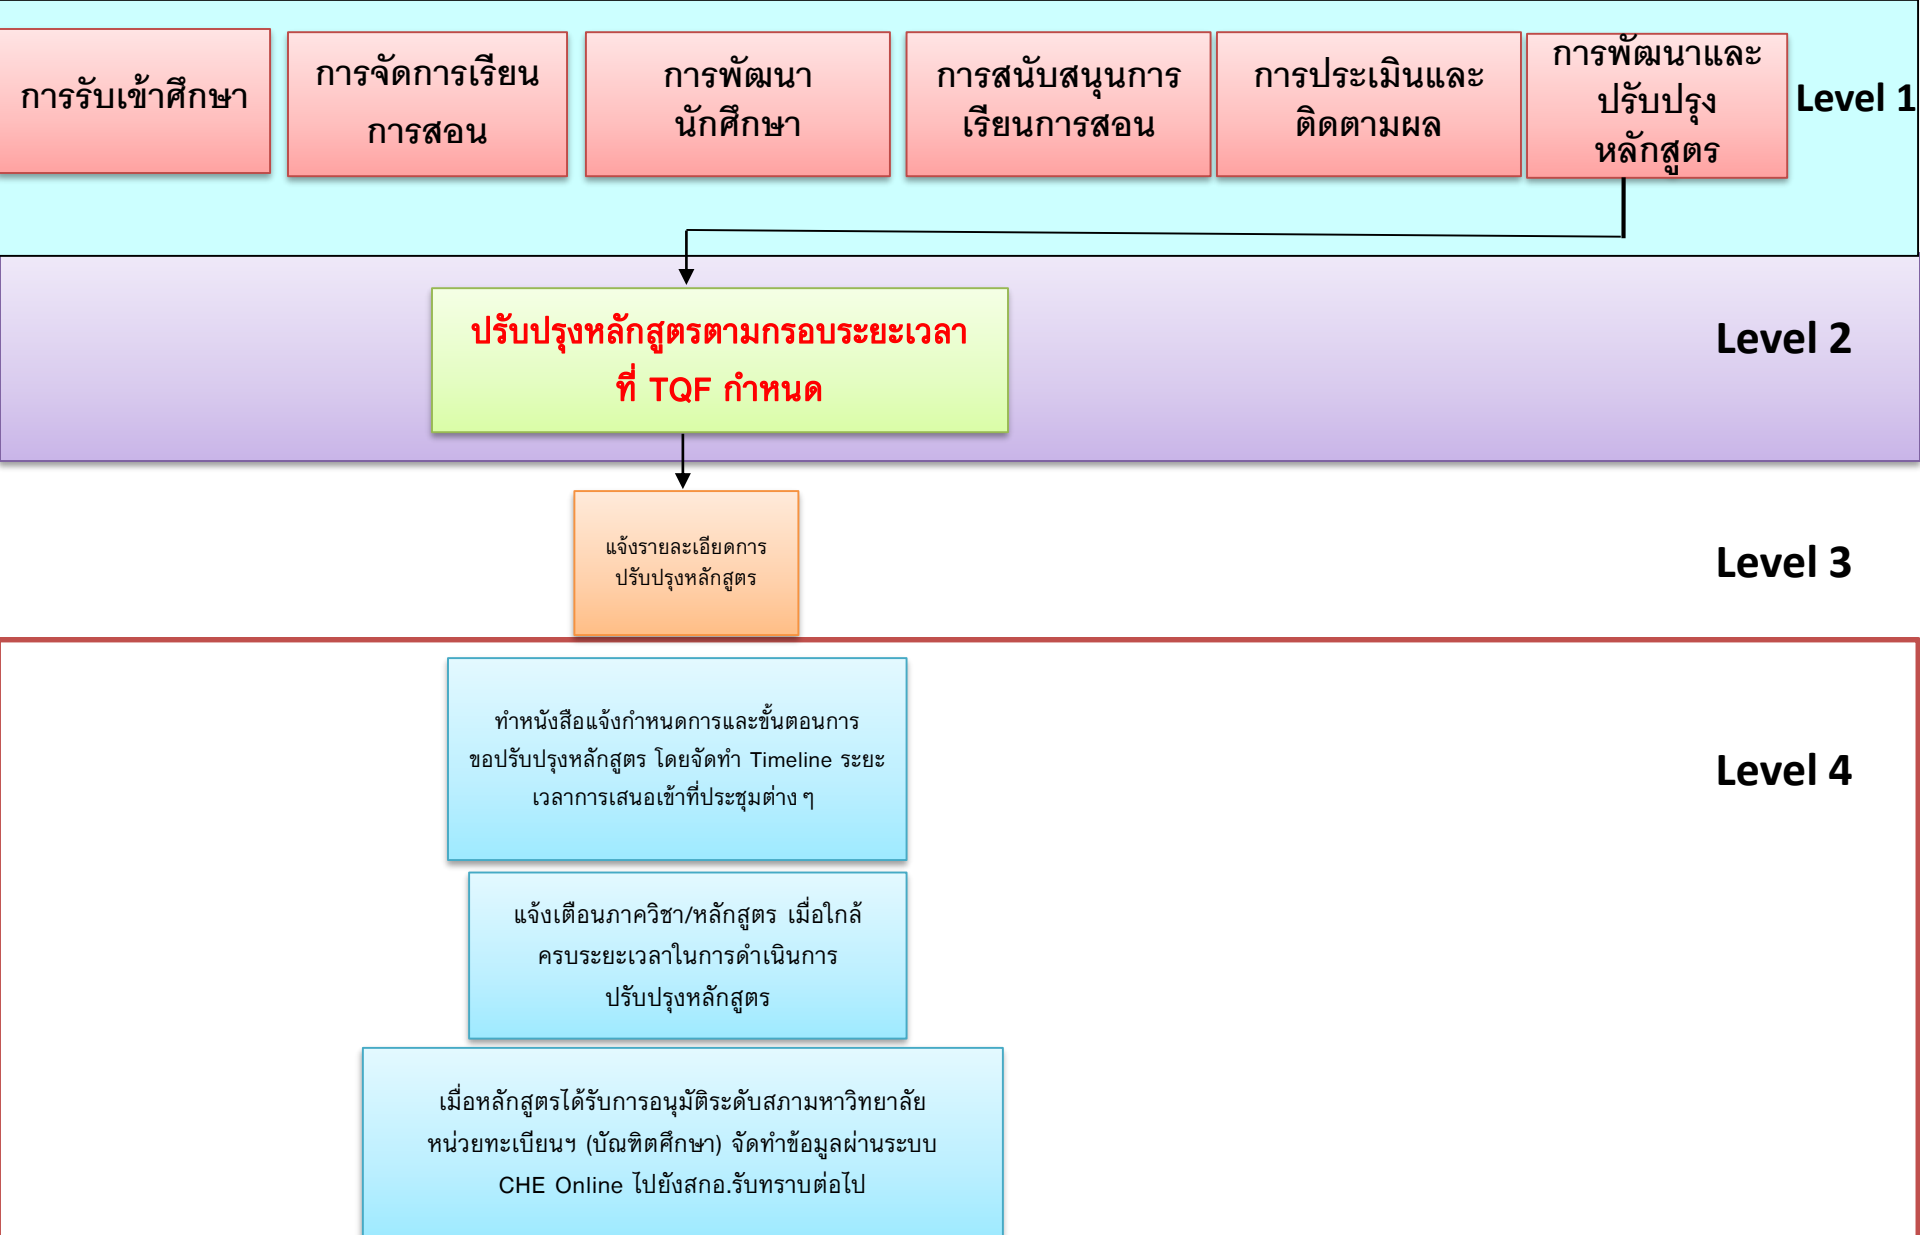 การรับเข้าศึกษา
การจัดการเรียน
การสอน
การพัฒนา
นักศึกษา
การสนับสนุนการ
เรียนการสอน
การประเมินและ
ติดตามผล
การพัฒนาและ
ปรับปรุง
หลักสูตร
Level 1
ปรับปรุงหลักสูตรตามกรอบระยะเวลา
ที่ TQF กำหนด
Level 2
แจ้งรายละเอียดการ
ปรับปรุงหลักสูตร
Level 3
ทำหนังสือแจ้งกำหนดการและขั้นตอนการ
ขอปรับปรุงหลักสูตร โดยจัดทำ Timeline ระยะ
เวลาการเสนอเข้าที่ประชุมต่าง ๆ
Level 4
แจ้งเตือนภาควิชา/หลักสูตร เมื่อใกล้
ครบระยะเวลาในการดำเนินการ
ปรับปรุงหลักสูตร
เมื่อหลักสูตรได้รับการอนุมัติระดับสภามหาวิทยาลัย
หน่วยทะเบียนฯ (บัณฑิตศึกษา) จัดทำข้อมูลผ่านระบบ
CHE Online ไปยังสกอ.รับทราบต่อไป